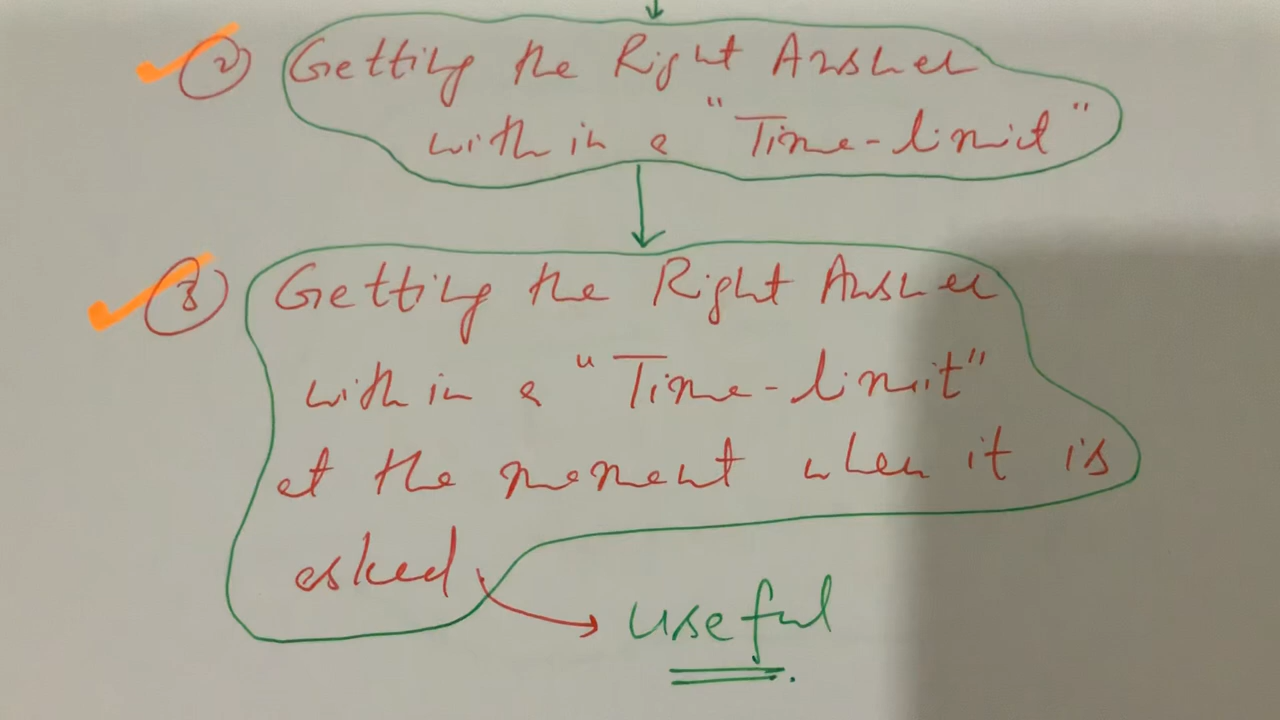 2 Getting the Right Answer
within a "Time-limit"
3 Getting the Right Answer
within a "Time-limit"
at the moment when it is
asked
useful.